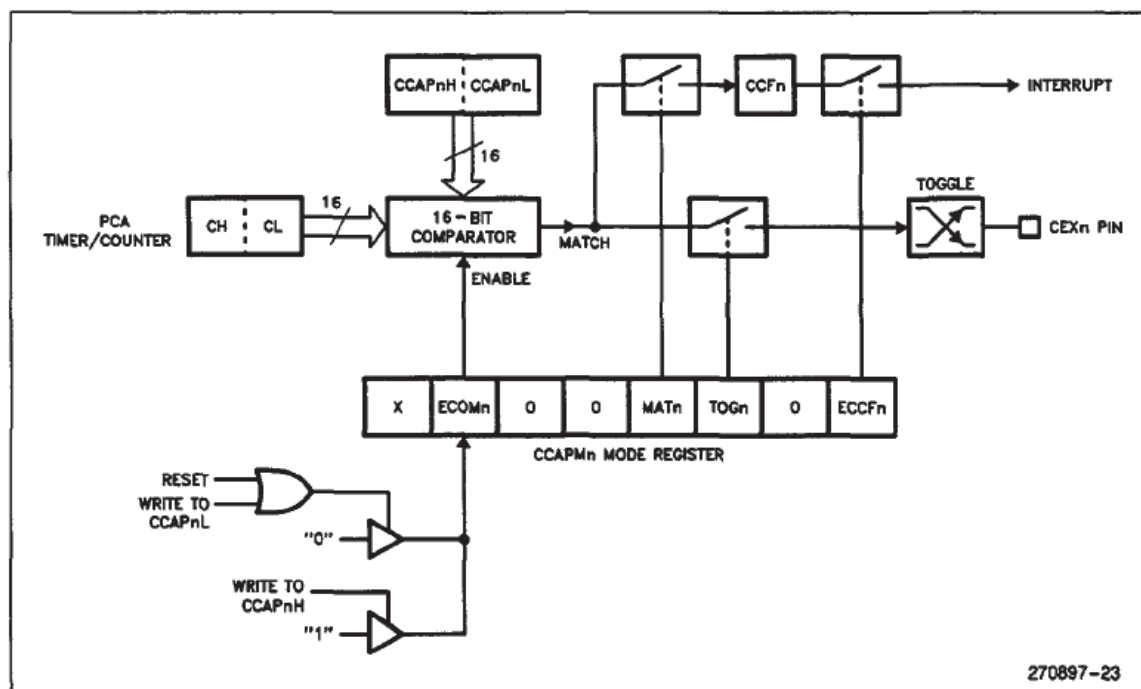 CCAPnH CCAPnL
CCFn
INTERRUPT
16
TOGGLE
PCA
TIMER/COUNTER
CH CL
16
16-BIT
COMPARATOR
MATCH
CEXn PIN
ENABLE
X ECOMn 0 0 MATn TOGn 0 ECCFn
CCAPMn MODE REGISTER
RESET
WRITE TO
CCAPnL
"0"
WRITE TO
CCAPnH
"1"
270897-23